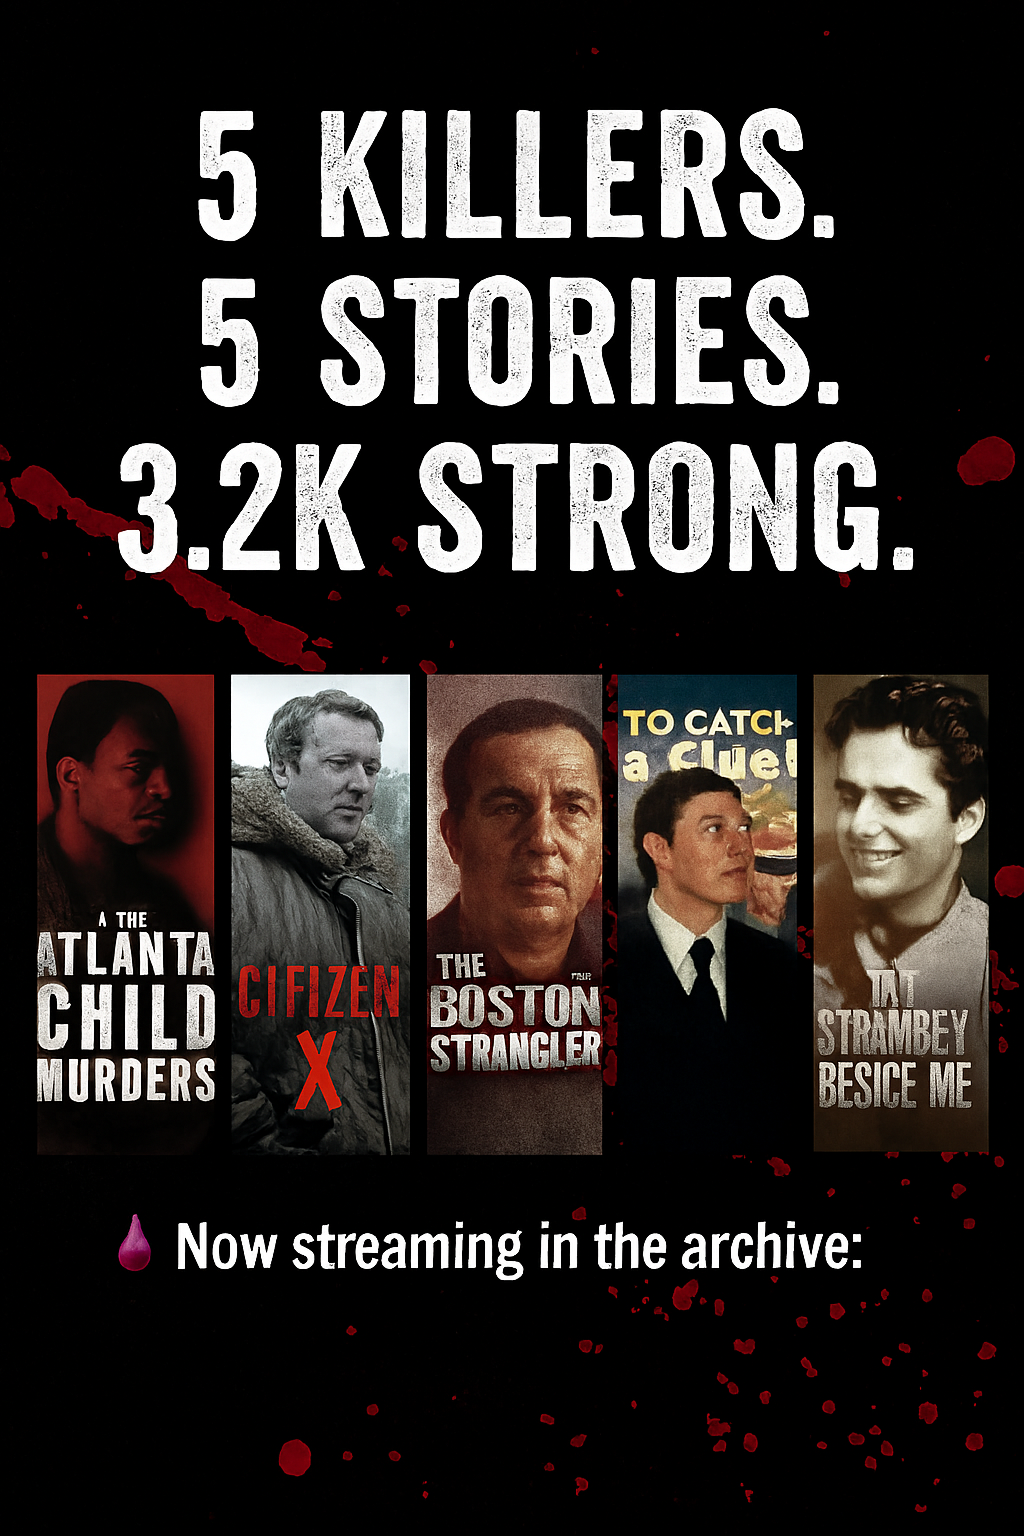 5 KILLERS.
5 STORIES.
3.2K STRONG.
A THE
ATLANTA
CHILD
MURDERS
CIFIZEN
X
THE
BOSTON
STRANGLER
TO CATCH
a Clue!
STRAMBEY
BESICE ME
Now streaming in the archive: